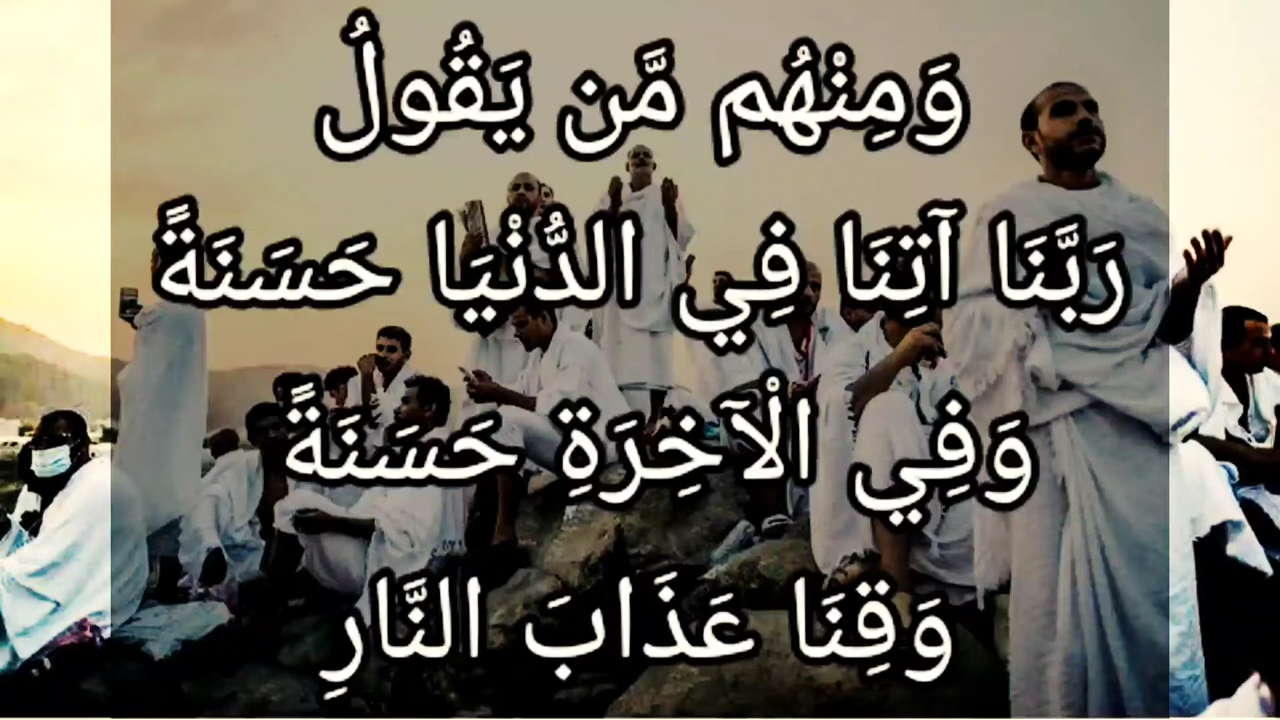 وَمِنْهُم مَّن يَقُولُ
رَبَّنَا آتِنَا فِي الدُّنْيَا حَسَنَةً
وَفِي الْآخِرَةِ حَسَنَةً
وَقِنَا عَذَابَ النَّارِ